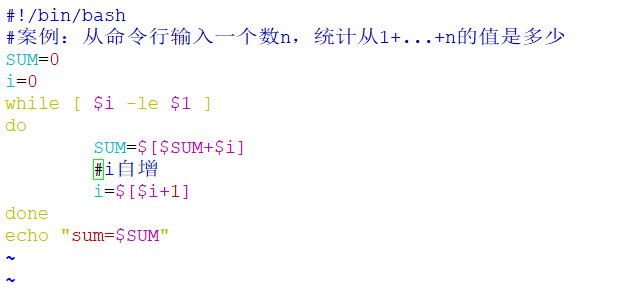 #!/bin/bash
#案例：从命令行输入一个数n，统计从1+...+n的值是多少
SUM=0
i=0
while [ $i -le $1 ]
do
        SUM=$[$SUM+$i]
        #i自增
        i=$[$i+1]
done
echo "sum=$SUM"
~
~